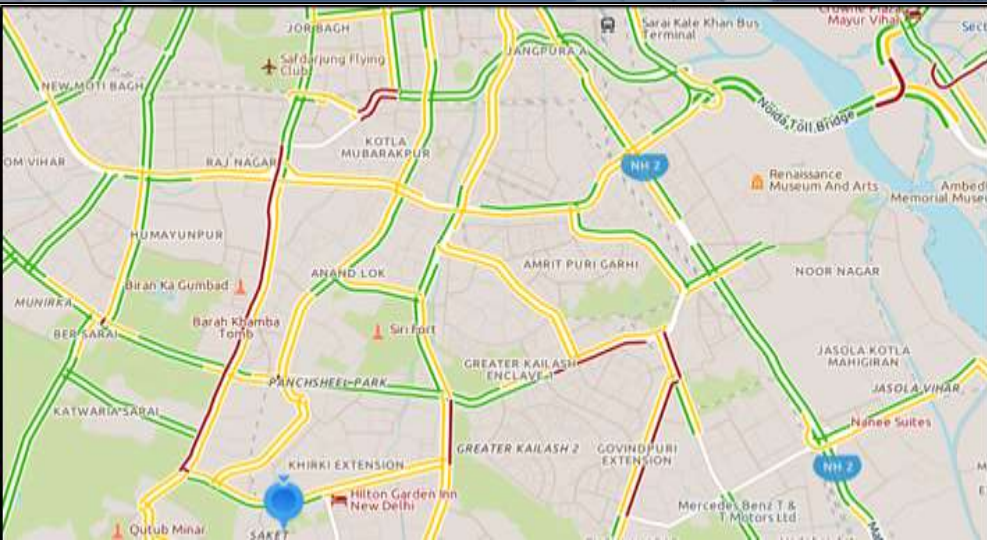 JOR BAGH
Crowne Plaza
Mayur Vihar
Sarai Kale Khan Bus
Terminal
Sect
JANGPURA A
Safdarjung Flying
Club
NEW MOTI BAGH
Noida Toll Bridge
KOTLA
MUBARAKPUR
OM VIHAR
RAJ NAGAR
NH 2
Renaissance
Museum And Arts
Ambed
Memorial Muse
HUMAYUNPUR
AMRIT PURI GARHI
ANAND LOK
NOOR NAGAR
Biran Ka Gumbad
MUNIRKA
Barah Khamba
Tomb
BER SARAI
Siri Fort
JASOLA KOTLA
MAHIGIRAN
GREATER KAILASH
ENCLAVE 1
PANCHSHEEL PARK
JASOLA VIHAR
KATWARIA SARAI
Nanee Suites
GREATER KAILASH 2
GOVINDPURI
EXTENSION
KHIRKI EXTENSION
NH 2
Hilton Garden Inn
New Delhi
Mercedes Benz T &
T Motors Ltd
Qutub Minar
SAKET